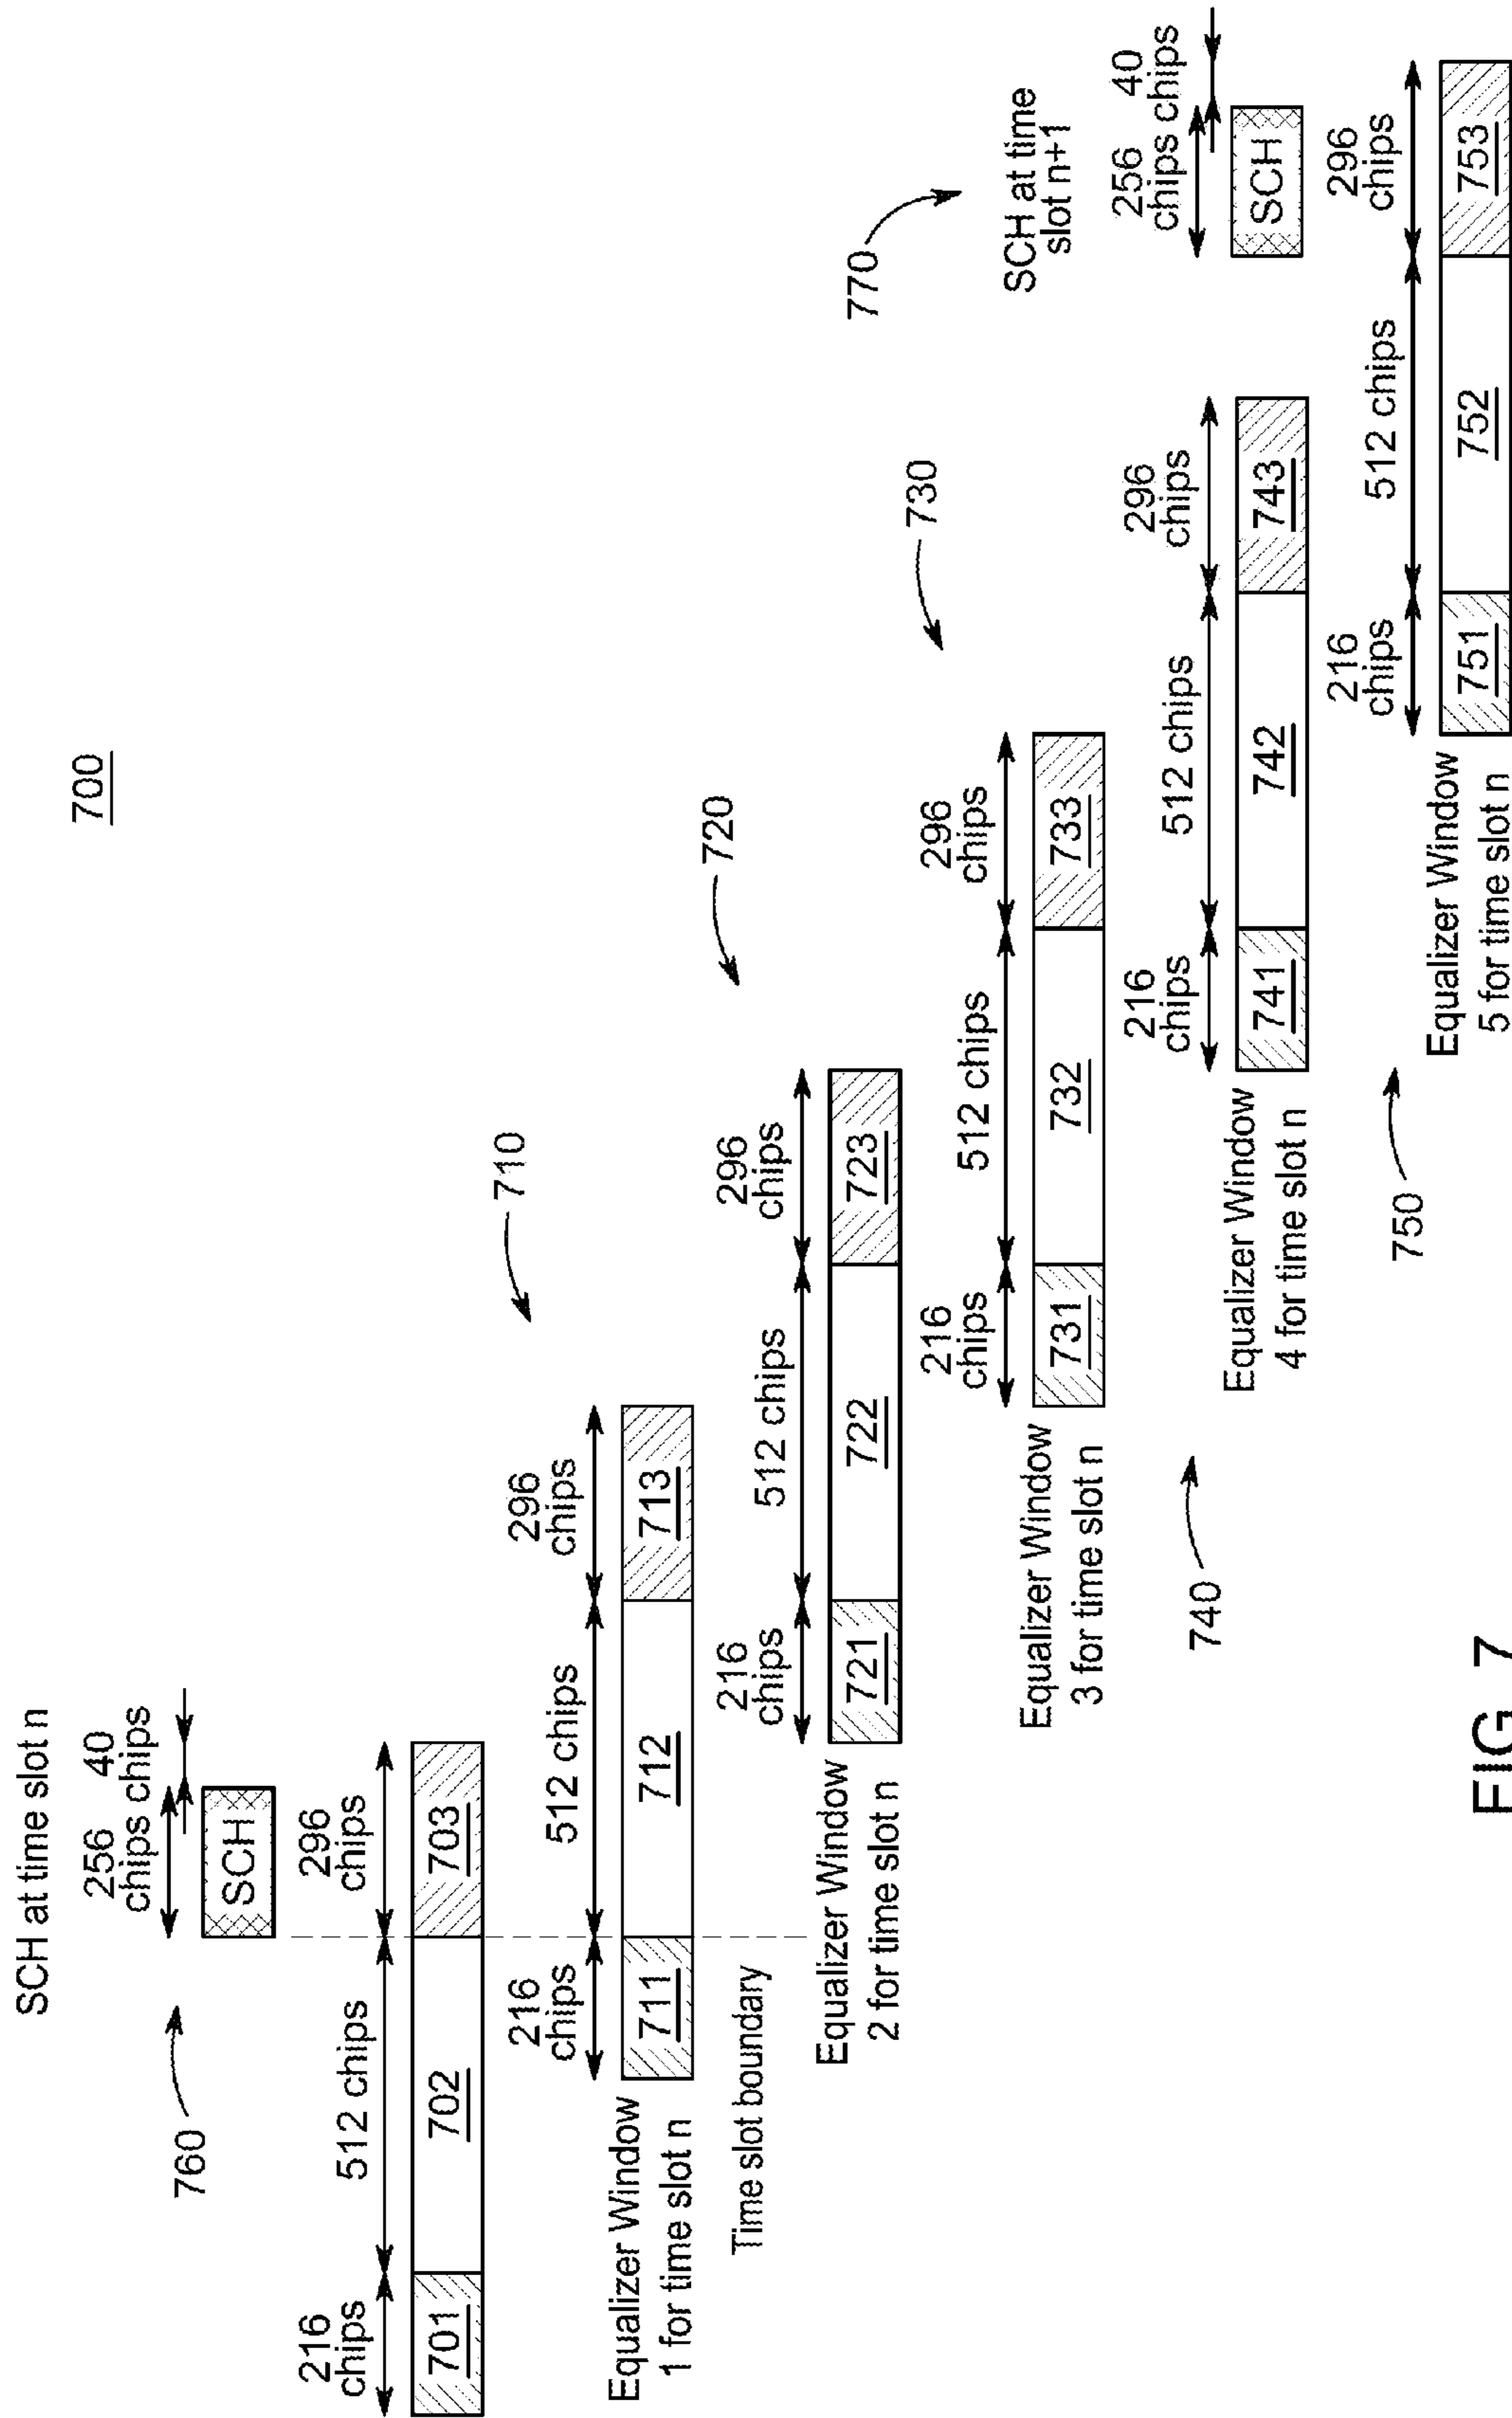 700
SCH at time slot n
256 40
chips chips
760
SCH
216
chips
512 chips
296
chips
701
702
703
710
216
chips
512 chips
296
chips
711
712
713
Equalizer Window
1 for time slot n
Time slot boundary
720
216
chips
512 chips
296
chips
721
722
723
Equalizer Window
2 for time slot n
730
216
chips
512 chips
296
chips
731
732
733
Equalizer Window
3 for time slot n
740
216
chips
512 chips
296
chips
741
742
743
Equalizer Window
4 for time slot n
770
SCH at time
slot n+1
256 40
chips chips
SCH
750
216
chips
512 chips
296
chips
751
752
753
Equalizer Window
5 for time slot n
FIG. 7